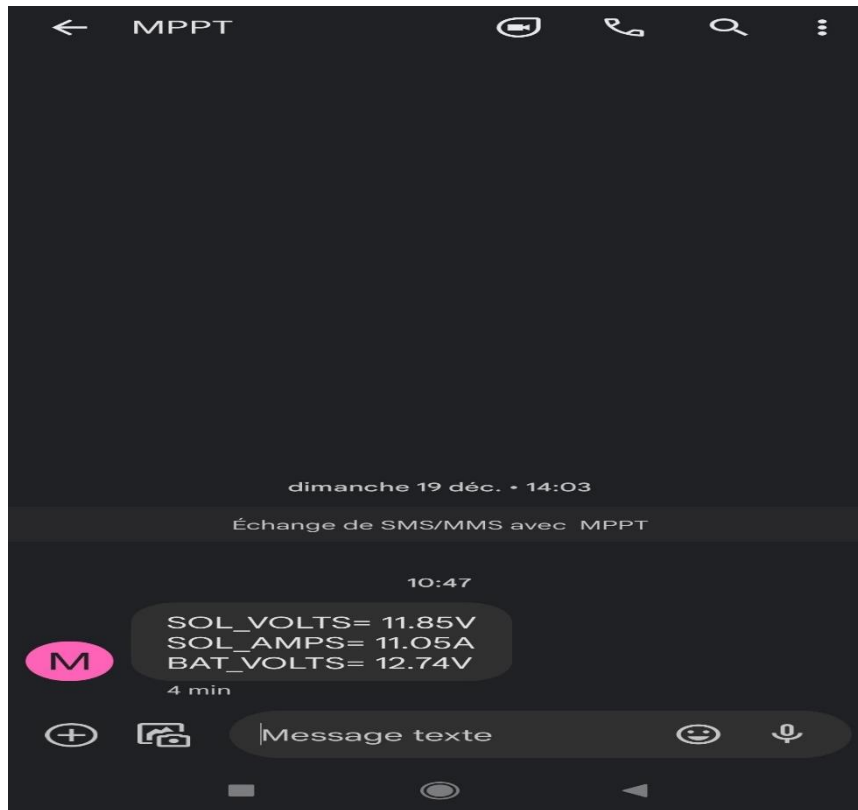 MPPT
dimanche 19 déc. • 14:03
Échange de SMS/MMS avec MPPT
10:47
SOL_VOLTS= 11.85V
SOL_AMPS= 11.05A
BAT_VOLTS= 12.74V
M
4 min
Message texte